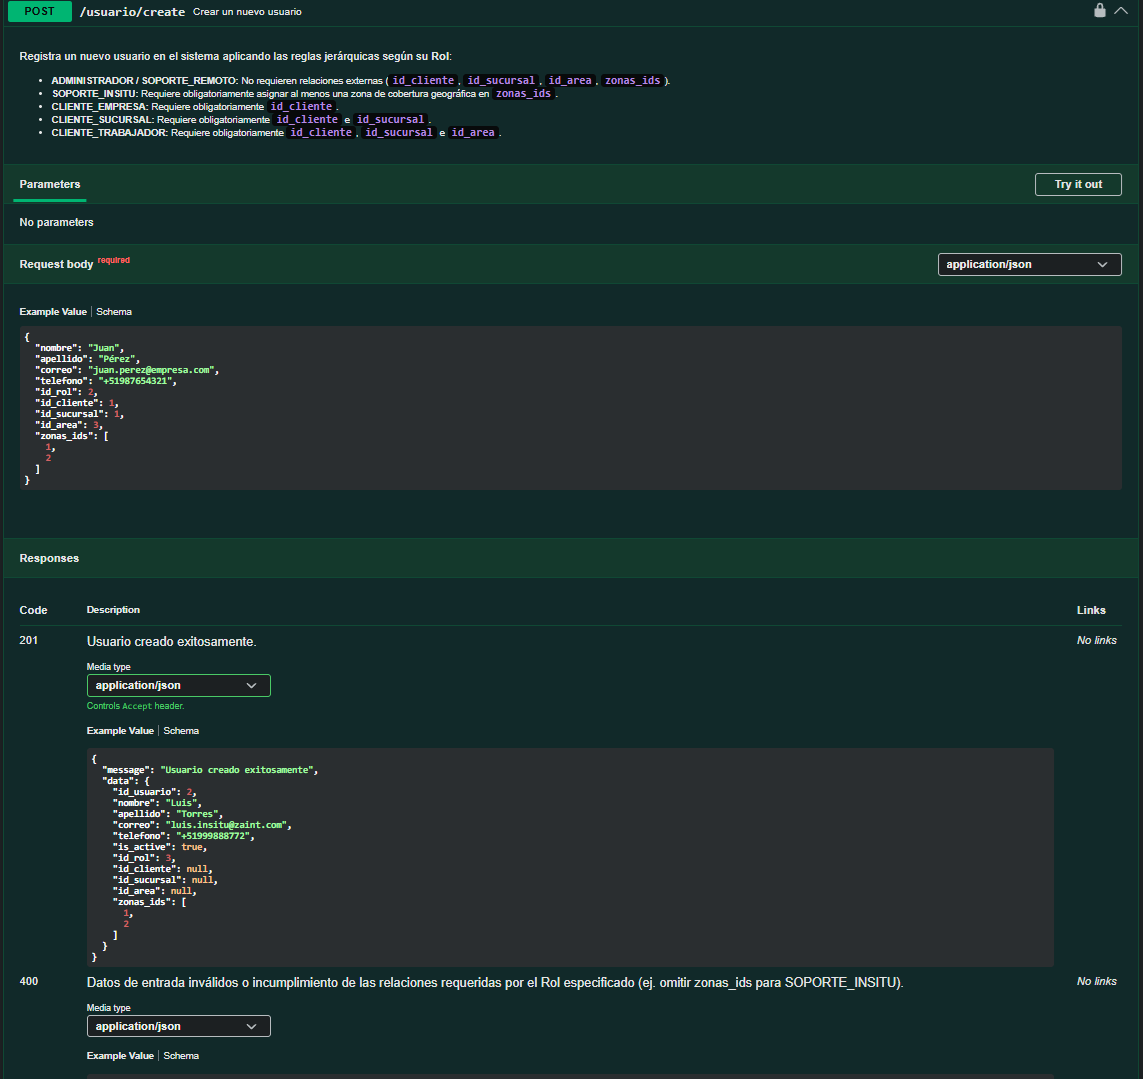 POST /usuario/create Crear un nuevo usuario
Registra un nuevo usuario en el sistema aplicando las reglas jerárquicas según su Rol:
• ADMINISTRADOR / SOPORTE_REMOTO: No requieren relaciones externas ( id_cliente , id_sucursal , id_area , zonas_ids ).
• SOPORTE_INSITU: Requiere obligatoriamente asignar al menos una zona de cobertura geográfica en zonas_ids .
• CLIENTE_EMPRESA: Requiere obligatoriamente id_cliente .
• CLIENTE_SUCURSAL: Requiere obligatoriamente id_cliente e id_sucursal .
• CLIENTE_TRABAJADOR: Requiere obligatoriamente id_cliente , id_sucursal e id_area .
Parameters Try it out
No parameters
Request body required application/json
Example Value | Schema
{
"nombre": "Juan",
"apellido": "Pérez",
"correo": "juan.perez@empresa.com",
"telefono": "+51987654321",
"id_rol": 2,
"id_cliente": 1,
"id_sucursal": 1,
"id_area": 3,
"zonas_ids": [
1,
2
]
}
Responses
Code Description Links
201 Usuario creado exitosamente. No links
Media type
application/json
Controls Accept header.
Example Value | Schema
{
"message": "Usuario creado exitosamente",
"data": {
"id_usuario": 2,
"nombre": "Luis",
"apellido": "Torres",
"correo": "luis.insitu@zaint.com",
"telefono": "+51999888772",
"is_active": true,
"id_rol": 3,
"id_cliente": null,
"id_sucursal": null,
"id_area": null,
"zonas_ids": [
1,
2
]
}
}
400 Datos de entrada inválidos o incumplimiento de las relaciones requeridas por el Rol especificado (ej. omitir zonas_ids para SOPORTE_INSITU). No links
Media type
application/json
Example Value | Schema